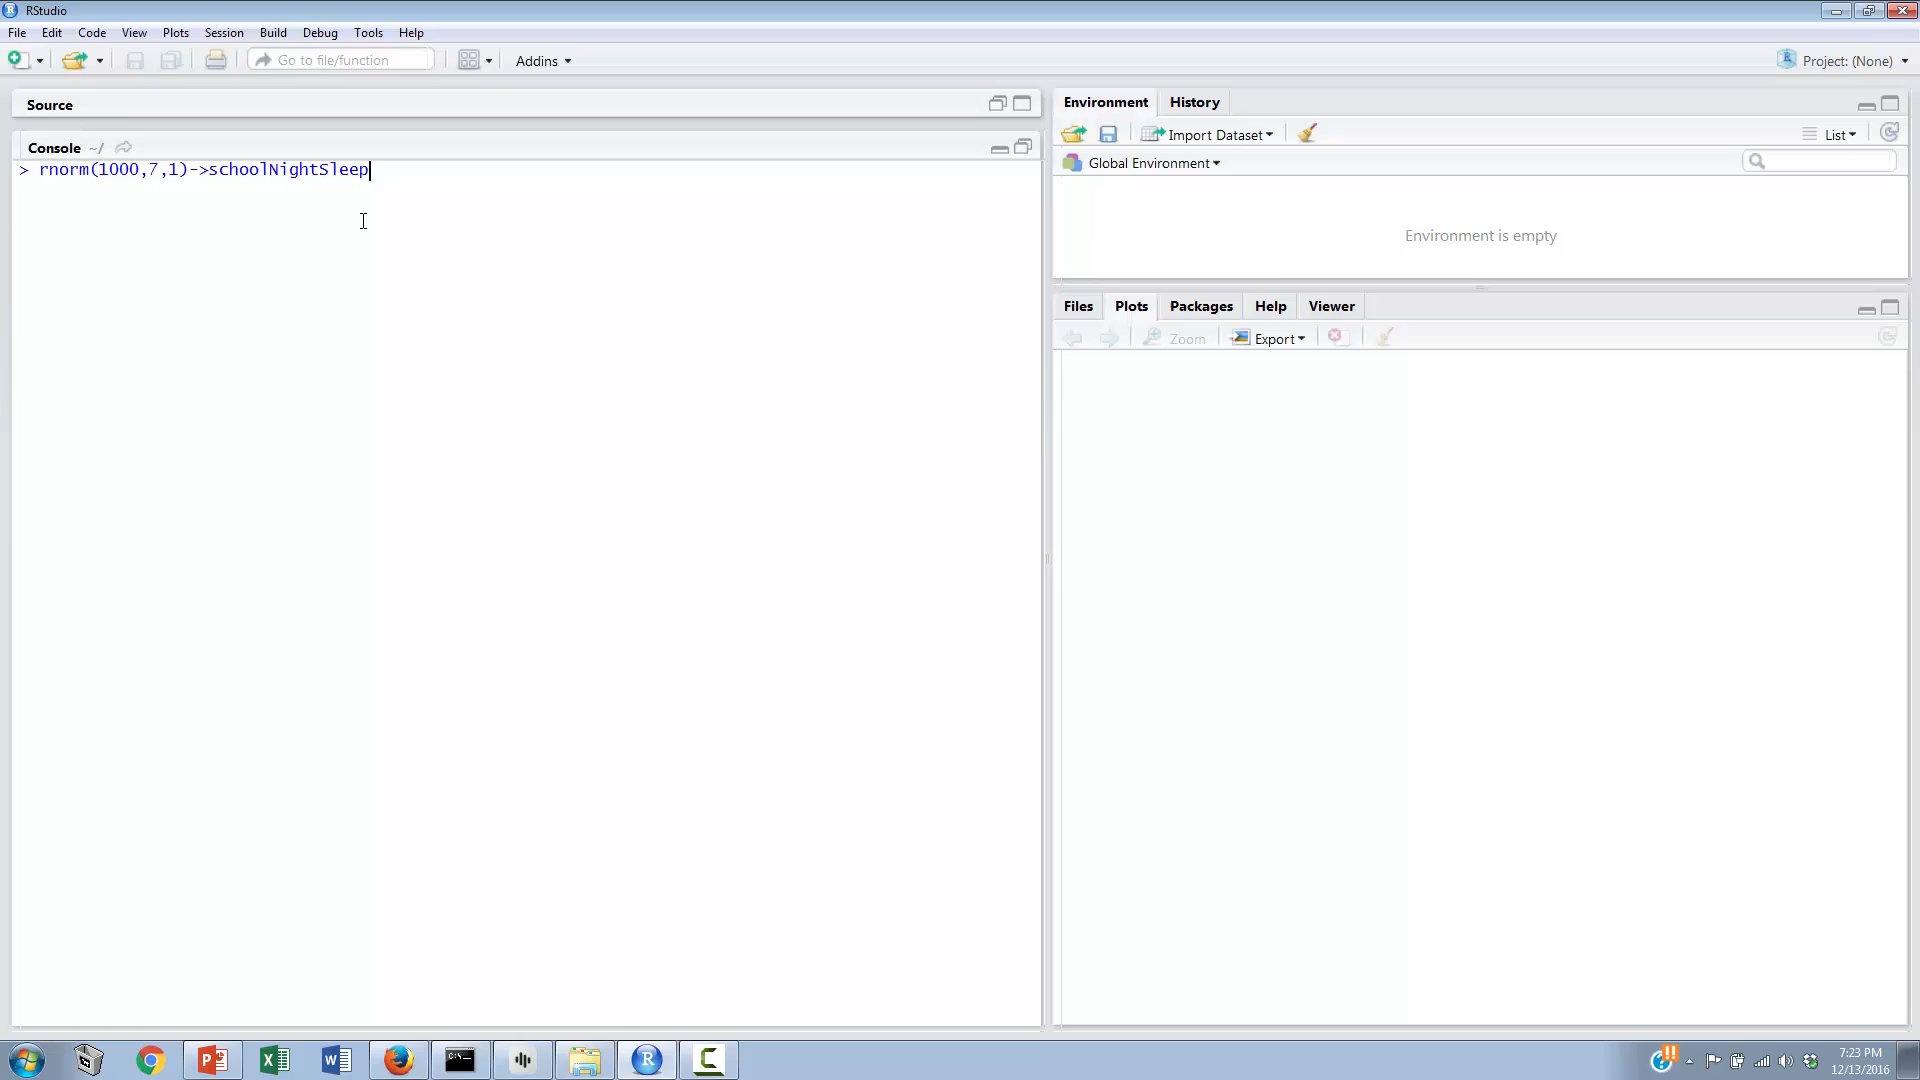 RStudio
File Edit Code View Plots Session Build Debug Tools Help
Go to file/function Addins Project: (None)
Source
Console ~/
> rnorm(1000,7,1)->schoolNightSleep
Environment History
Import Dataset List
Global Environment
Environment is empty
Files Plots Packages Help Viewer
Zoom Export
7:23 PM
12/13/2016